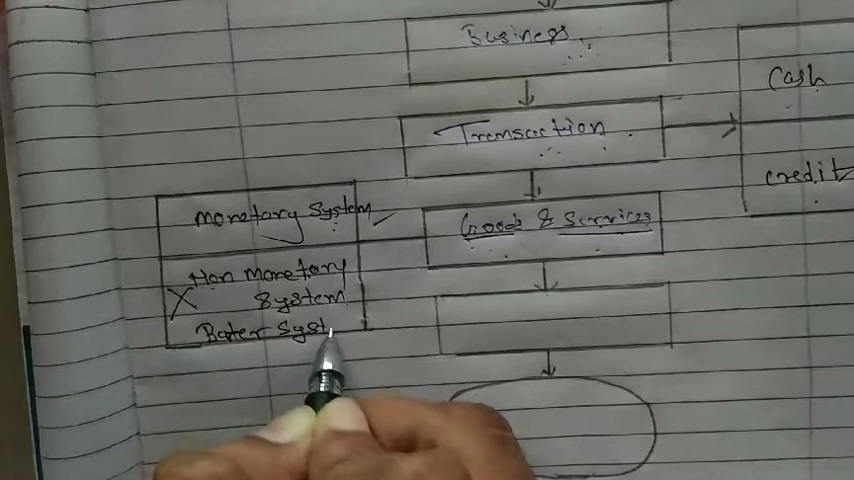 Business
Transaction
Cash
credit
Goods & Services
Monetary System
Non Monetary
System
Bater Syst